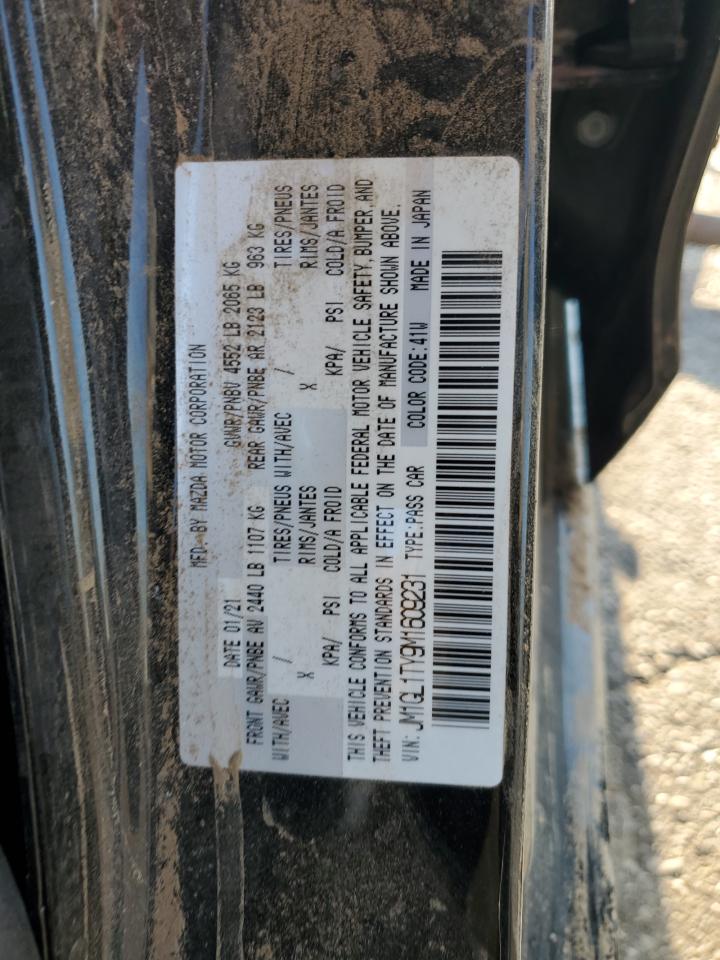 MFD. BY MAZDA MOTOR CORPORATION
DATE 01/21 GVWR/PNBV 4552 LB 2065 KG
FRONT GAWR/PNBE AV 2440 LB 1107 KG REAR GAWR/PNBE AR 2123 LB 963 KG
WITH/AVEC / TIRES/PNEUS WITH/AVEC / TIRES/PNEUS
X RIMS/JANTES X RIMS/JANTES
KPA/ PSI COLD/A FROID KPA/ PSI COLD/A FROID
THIS VEHICLE CONFORMS TO ALL APPLICABLE FEDERAL MOTOR VEHICLE SAFETY, BUMPER, AND
THEFT PREVENTION STANDARDS IN EFFECT ON THE DATE OF MANUFACTURE SHOWN ABOVE.
VIN: JM1GL1TY9M1609231 TYPE:PASS CAR COLOR CODE:41W MADE IN JAPAN